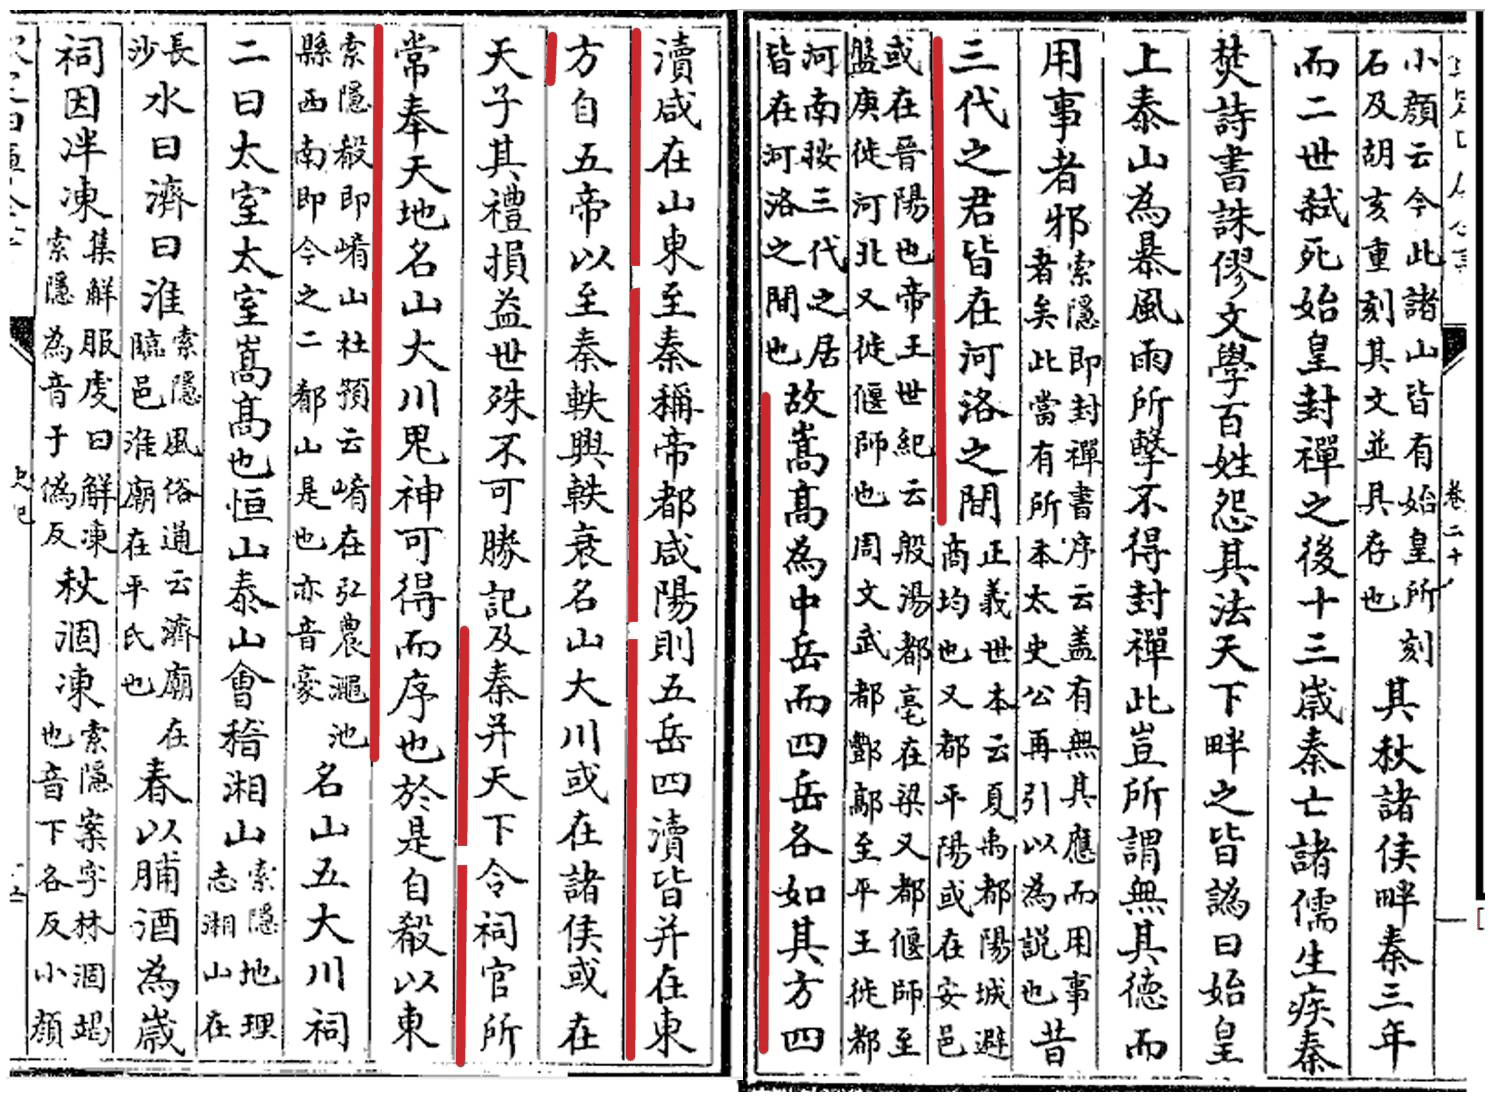 小顏云今此諸山皆有始皇所刻
石及胡亥重刻其文並具存也
其秋諸侯畔秦三年
而二世弑死始皇封禪之後十三歲秦亡諸儒生疾秦
焚詩書誅僇文學百姓怨其法天下畔之皆譌曰始皇
上泰山為暴風雨所擊不得封禪此豈所謂無其德而
用事者邪
索隱即封禪書序云盖有無其應而用事
者矣此當有所本太史公再引以為説也
昔
三代之君皆在河洛之間
正義世本云夏禹都陽城避
商均也又都平陽或在安邑
或在晉陽也帝王世紀云殷湯都亳在梁又都偃師至
盤庚徙河北又徙偃師也周文武都酆鄗至平王徙都
河南按三代之居
皆在河洛之間也
故嵩髙為中岳而四岳各如其方四
瀆咸在山東至秦稱帝都咸陽則五岳四瀆皆并在東
方自五帝以至秦軼興軼衰名山大川或在諸侯或在
天子其禮損益世殊不可勝記及秦并天下令祠官所
常奉天地名山大川鬼神可得而序也於是自殽以東
索隱殽即崤山杜預云崤在弘農澠池
縣西南即今之二殽山是也亦音豪
名山五大川祠
二曰太室太室嵩髙也恒山泰山會稽湘山
索隱地理
志湘山在
長
沙
水曰濟曰淮
索隱風俗通云濟廟在
臨邑淮廟在平氏也
春以脯酒為歲
祠因泮凍
集解服虔曰解凍
索隱為音于偽反
秋涸凍
索隱案字林涸竭
也音下各反小顏
史記